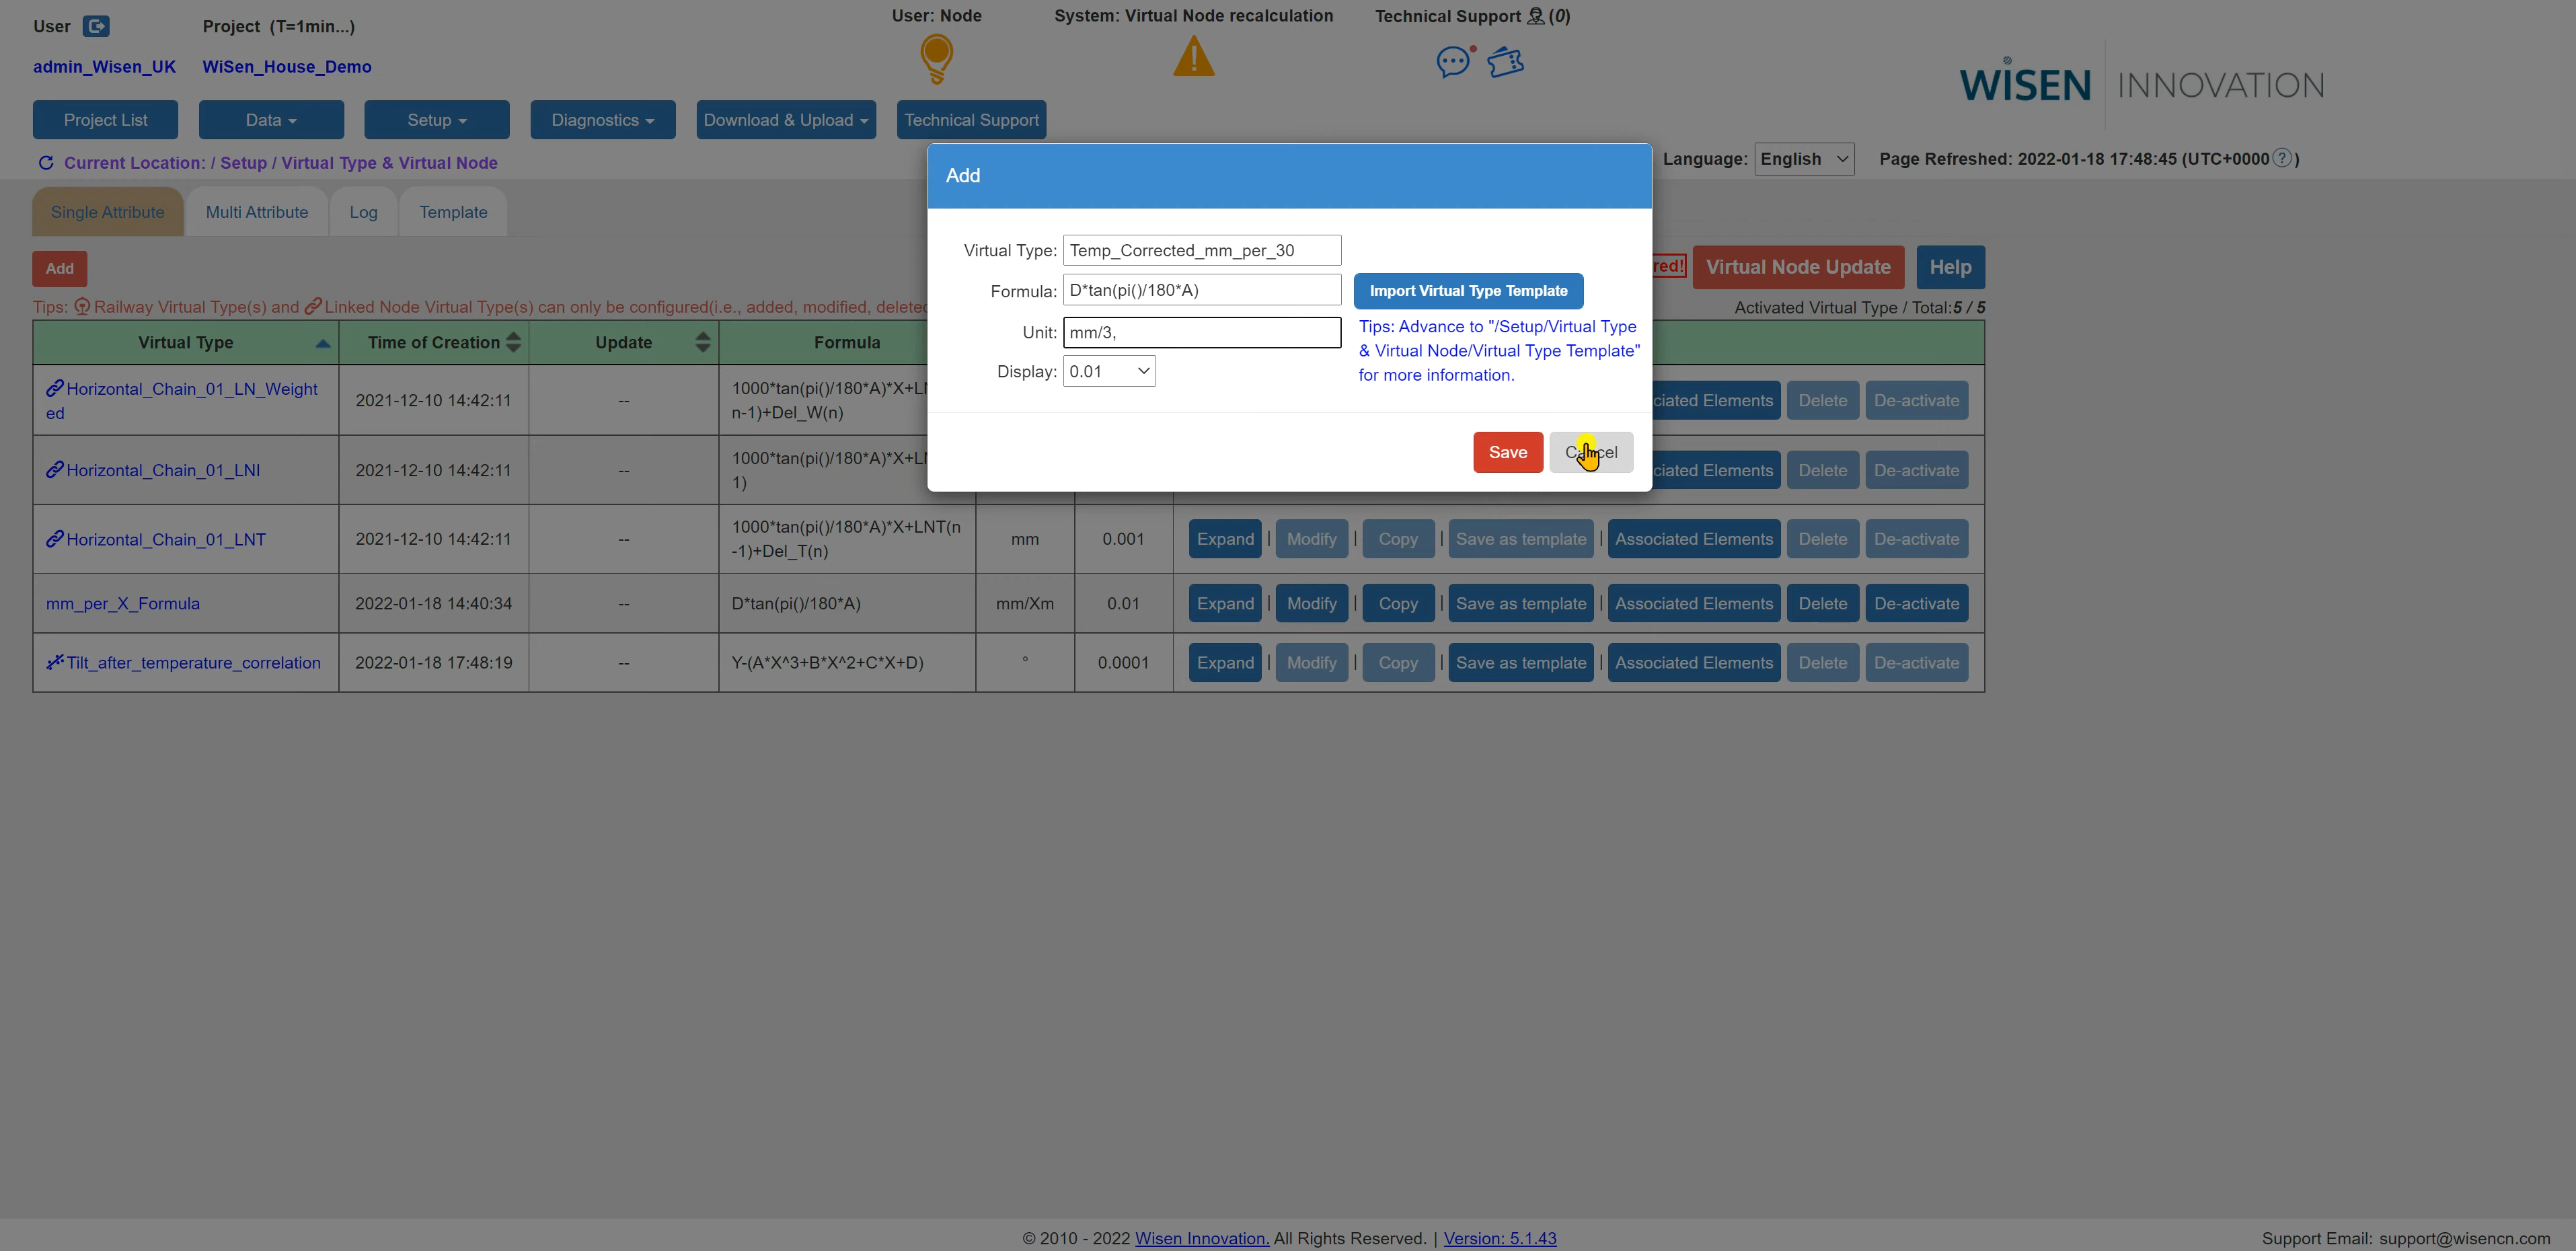 User
Project (T=1min...)
User: Node
System: Virtual Node recalculation
Technical Support (0)
admin_Wisen_UK
WiSen_House_Demo
WISEN INNOVATION
Project List
Data
Setup
Diagnostics
Download & Upload
Technical Support
Current Location: / Setup / Virtual Type & Virtual Node
Language: English
Page Refreshed: 2022-01-18 17:48:45 (UTC+0000 ? )
Single Attribute
Multi Attribute
Log
Template
Add
Virtual Type: Temp_Corrected_mm_per_30
Formula: D*tan(pi()/180*A)
Import Virtual Type Template
Unit: mm/3,
Tips: Advance to "/Setup/Virtual Type
& Virtual Node/Virtual Type Template"
for more information.
Display: 0.01
Save
Cancel
Add
red!
Virtual Node Update
Help
Tips: Railway Virtual Type(s) and Linked Node Virtual Type(s) can only be configured(i.e., added, modified, deleted
Activated Virtual Type / Total:5 / 5
Virtual Type
Time of Creation
Update
Formula
Horizontal_Chain_01_LN_Weight
ed
2021-12-10 14:42:11
--
1000*tan(pi()/180*A)*X+LN
n-1)+Del_W(n)
ciated Elements
Delete
De-activate
Horizontal_Chain_01_LNI
2021-12-10 14:42:11
--
1000*tan(pi()/180*A)*X+LN
1)
ciated Elements
Delete
De-activate
Horizontal_Chain_01_LNT
2021-12-10 14:42:11
--
1000*tan(pi()/180*A)*X+LNT(n
-1)+Del_T(n)
mm
0.001
Expand | Modify | Copy | Save as template | Associated Elements Delete De-activate
mm_per_X_Formula
2022-01-18 14:40:34
--
D*tan(pi()/180*A)
mm/Xm
0.01
Expand | Modify | Copy | Save as template | Associated Elements Delete De-activate
Tilt_after_temperature_correlation
2022-01-18 17:48:19
--
Y-(A*X^3+B*X^2+C*X+D)
°
0.0001
Expand | Modify | Copy | Save as template | Associated Elements Delete De-activate
© 2010 - 2022 Wisen Innovation. All Rights Reserved. | Version: 5.1.43
Support Email: support@wisencn.com